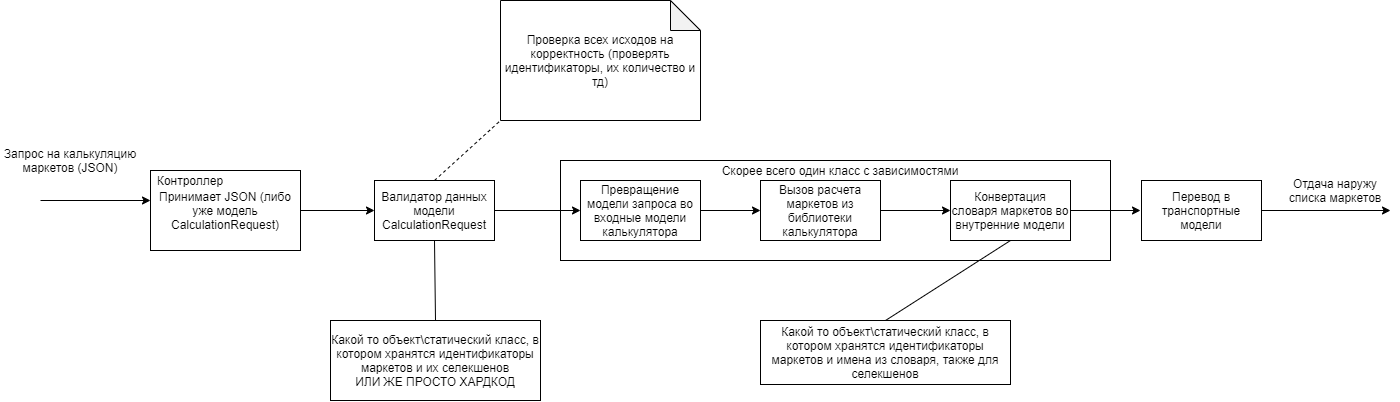 Проверка всех исходов на
корректность (проверять
идентификаторы, их количество и
тд)
Запрос на калькуляцию
маркетов (JSON)
Контроллер
Принимает JSON (либо
уже модель
CalculationRequest)
Валидатор данных
модели
CalculationRequest
Скорее всего один класс с зависимостями
Превращение
модели запроса во
входные модели
калькулятора
Вызов расчета
маркетов из
библиотеки
калькулятора
Конвертация
словаря маркетов во
внутренние модели
Перевод в
транспортные
модели
Отдача наружу
списка маркетов
Какой то объект\статический класс, в
котором хранятся идентификаторы
маркетов и их селекшенов
ИЛИ ЖЕ ПРОСТО ХАРДКОД
Какой то объект\статический класс, в
котором хранятся идентификаторы
маркетов и имена из словаря, также для
селекшенов